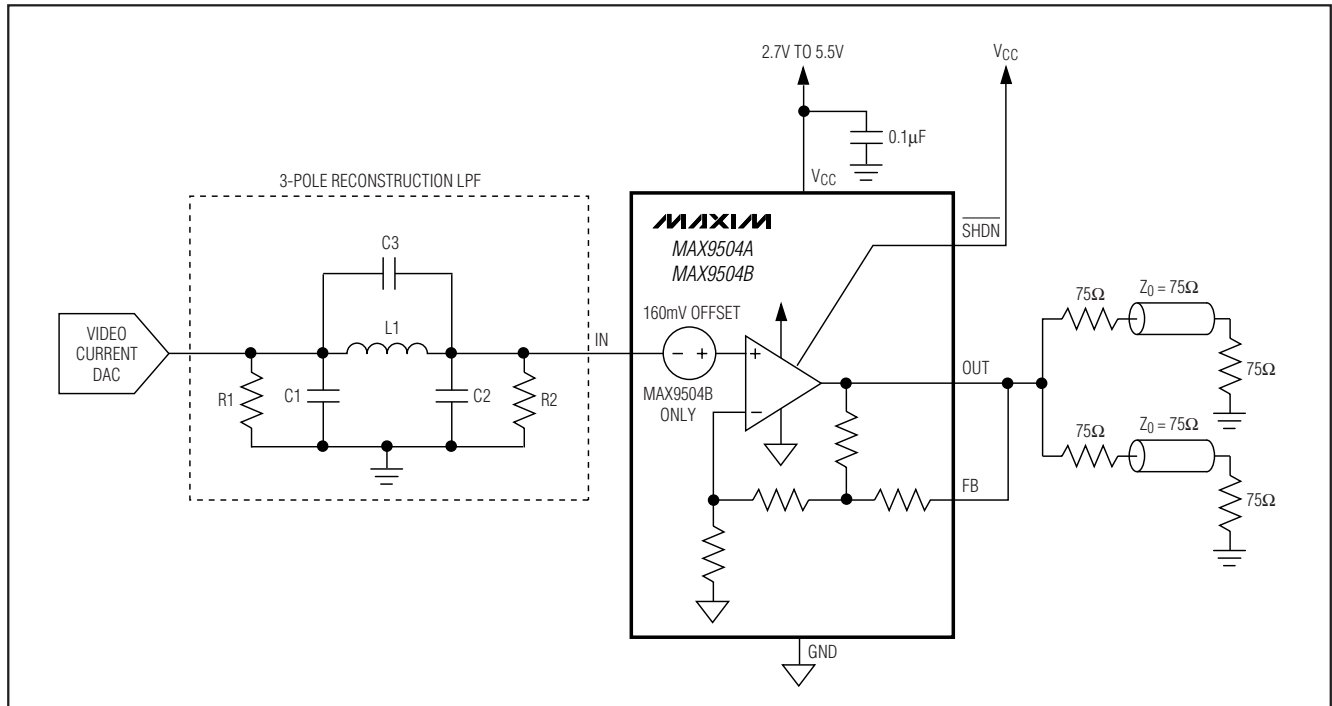 2.7V TO 5.5V
VCC
0.1µF
3-POLE RECONSTRUCTION LPF
VCC
MAXIM
SHDN
MAX9504A
MAX9504B
C3
75Ω
Z0 = 75Ω
160mV OFFSET
VIDEO
CURRENT
DAC
L1
IN
- +
+
OUT
75Ω
R1
C1
C2
R2
MAX9504B
ONLY
-
75Ω
Z0 = 75Ω
FB
75Ω
GND